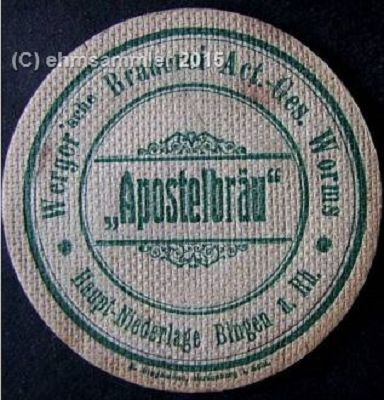 (C) ehmsammler 2015
Werger'sche Brauerei Act.-Ges. Worms
„Apostelbräu"
Haupt-Niederlage Bingen a. Rh.